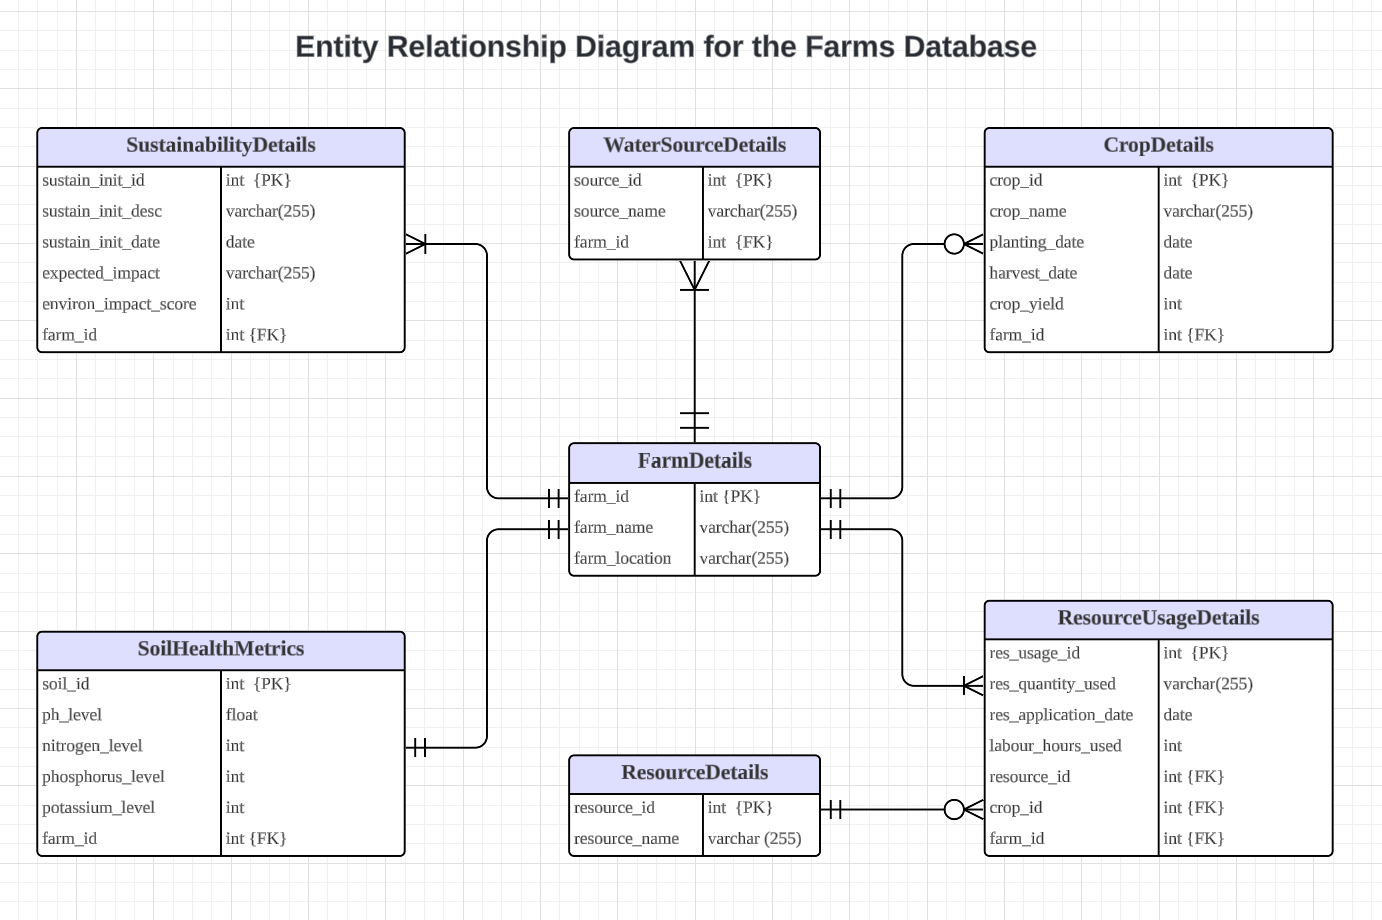 Entity Relationship Diagram for the Farms Database
SustainabilityDetails
sustain_init_id int {PK}
sustain_init_desc varchar(255)
sustain_init_date date
expected_impact varchar(255)
environ_impact_score int
farm_id int {FK}
WaterSourceDetails
source_id int {PK}
source_name varchar(255)
farm_id int {FK}
CropDetails
crop_id int {PK}
crop_name varchar(255)
planting_date date
harvest_date date
crop_yield int
farm_id int {FK}
FarmDetails
farm_id int {PK}
farm_name varchar(255)
farm_location varchar(255)
SoilHealthMetrics
soil_id int {PK}
ph_level float
nitrogen_level int
phosphorus_level int
potassium_level int
farm_id int {FK}
ResourceDetails
resource_id int {PK}
resource_name varchar (255)
ResourceUsageDetails
res_usage_id int {PK}
res_quantity_used varchar(255)
res_application_date date
labour_hours_used int
resource_id int {FK}
crop_id int {FK}
farm_id int {FK}